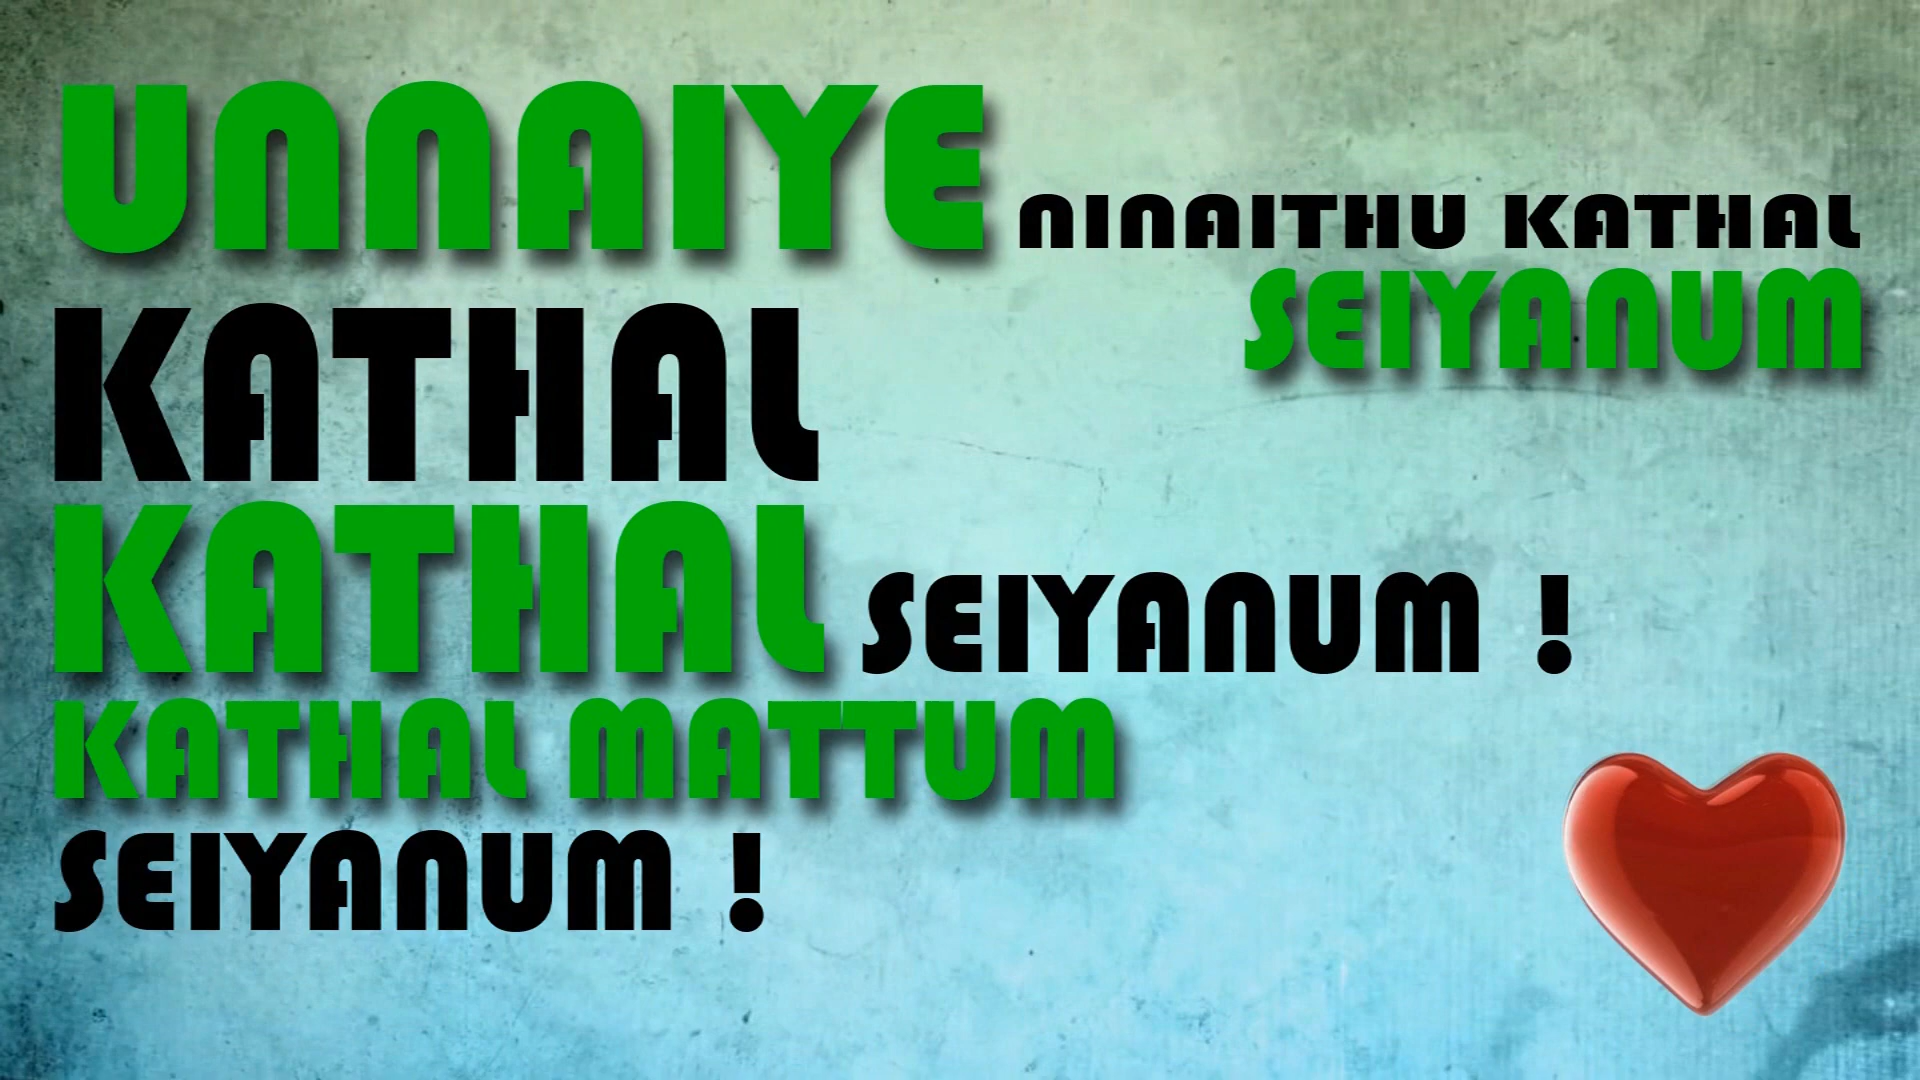 UNNAIYE NINAITHU KATHAL
SEIYANUM
KATHAL
KATHAL SEIYANUM !
KATHAL MATTUM
SEIYANUM !